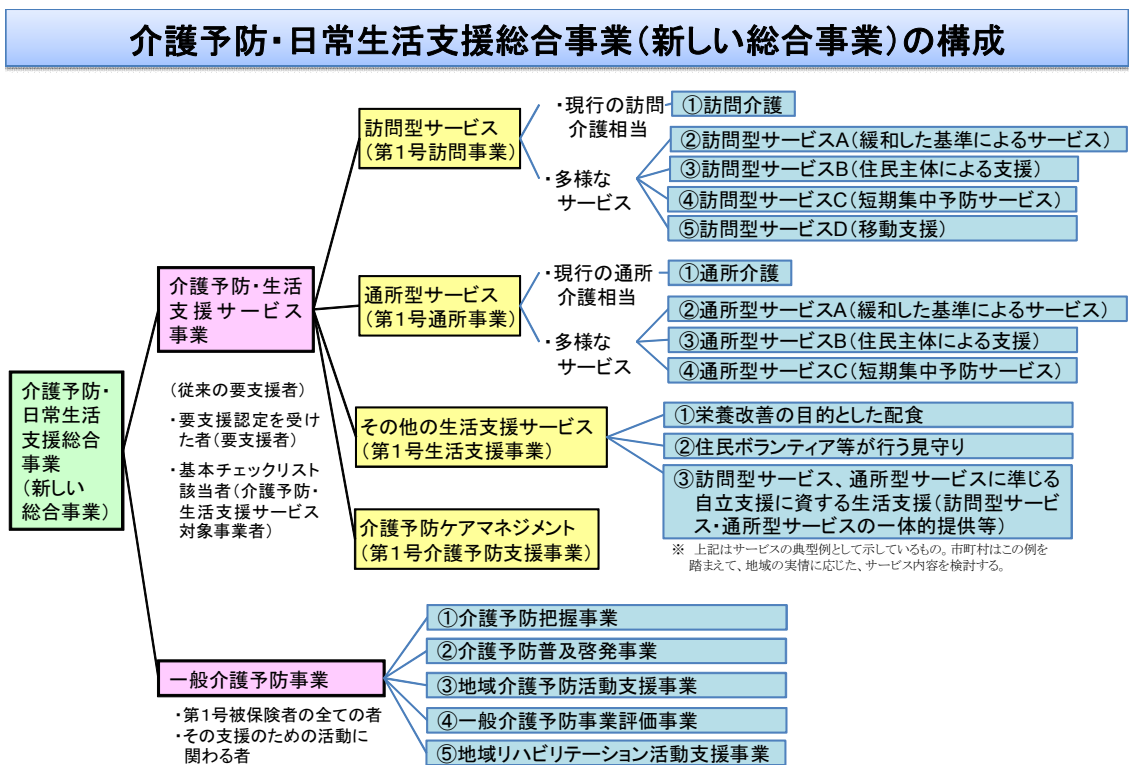 介護予防・日常生活支援総合事業(新しい総合事業)の構成
訪問型サービス
(第1号訪問事業)
・現行の訪問
介護相当
①訪問介護
・多様な
サービス
②訪問型サービスA(緩和した基準によるサービス)
③訪問型サービスB(住民主体による支援)
④訪問型サービスC(短期集中予防サービス)
⑤訪問型サービスD(移動支援)
介護予防・生活
支援サービス
事業
通所型サービス
(第1号通所事業)
・現行の通所
介護相当
①通所介護
・多様な
サービス
②通所型サービスA(緩和した基準によるサービス)
③通所型サービスB(住民主体による支援)
④通所型サービスC(短期集中予防サービス)
介護予防・
日常生活
支援総合
事業
(新しい
総合事業)
(従来の要支援者)
・要支援認定を受け
た者(要支援者)
・基本チェックリスト
該当者(介護予防・
生活支援サービス
対象事業者)
その他の生活支援サービス
(第1号生活支援事業)
①栄養改善の目的とした配食
②住民ボランティア等が行う見守り
③訪問型サービス、通所型サービスに準じる
自立支援に資する生活支援(訪問型サービ
ス・通所型サービスの一体的提供等)
介護予防ケアマネジメント
(第1号介護予防支援事業)
※ 上記はサービスの典型例として示しているもの。市町村はこの例を
踏まえて、地域の実情に応じた、サービス内容を検討する。
一般介護予防事業
・第1号被保険者の全ての者
・その支援のための活動に
関わる者
①介護予防把握事業
②介護予防普及啓発事業
③地域介護予防活動支援事業
④一般介護予防事業評価事業
⑤地域リハビリテーション活動支援事業